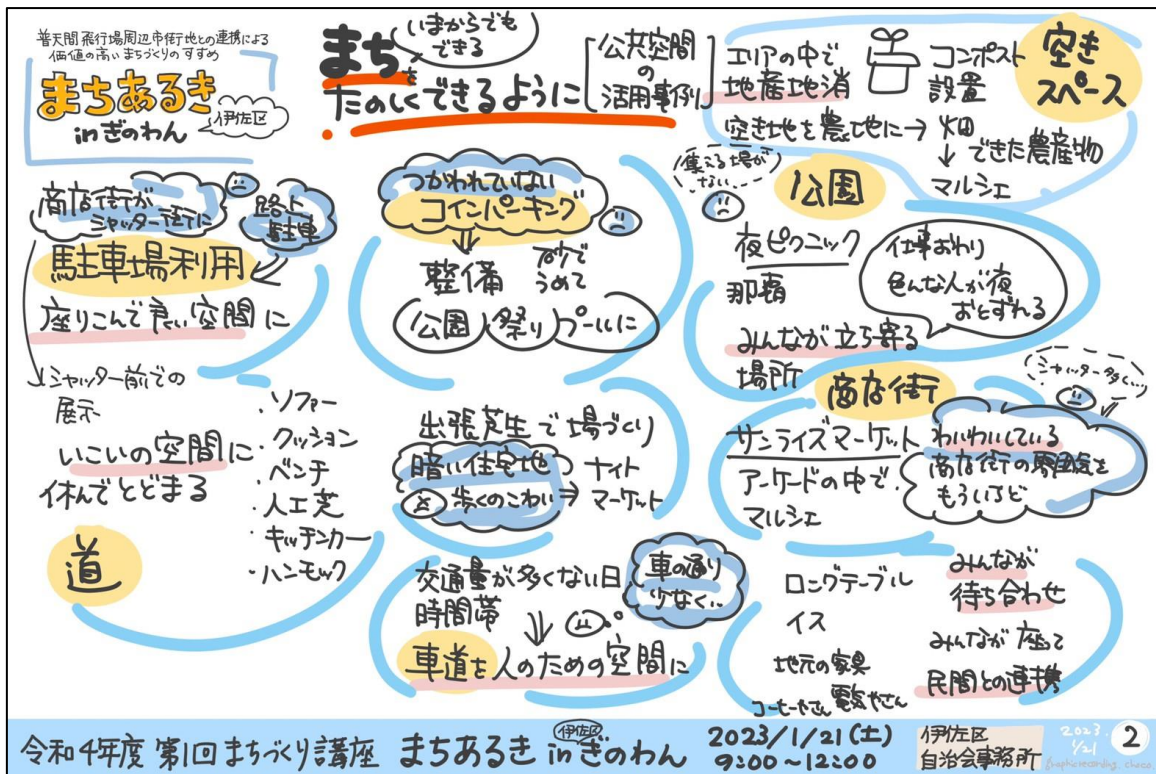 普天間飛行場周辺市街地との連携による
価値の高いまちづくりのすすめ
まちあるき
inぎのわん
伊佐区
いまからでも
できる
まちを
たのしくできるように
公共空間
の
活用事例
エリアの中で
地産地消
空き地を農地に→
コンポスト
設置
畑
↓ できた農産物
マルシェ
空き
スペース
商店街が
シャッター街に
路上
駐車
駐車場利用
座りこんで良い空間に
シャッター前での
展示
いこいの空間に
休んでとどまる
・ソファー
・クッション
・ベンチ
・人工芝
・キッチンカー
・ハンモック
道
つかわれていない
コインパーキング
整備
砂で
うめて
公園
祭り
プールに
出張芝生で場づくり
暗い住宅地
歩くのこわい⇒
ナイト
マーケット
交通量が多くない日
時間帯
車の通り
少なく..
車道を人のための空間に
集える場が
ない
公園
夜ピクニック
那覇
仕事おわり
色んな人が夜
おとずれる
みんなが立ち寄る
場所
商店街
シャッター多く...
サンライズマーケット
アーケードの中で
マルシェ
わいわいしている
商店街の雰囲気を
もういちど
ロングテーブル
イス
地元の家具
コーヒーやさん 電気やさん
みんなが
待ち合わせ
みんなが座って
民間との連携
令和4年度 第1回 まちづくり講座 まちあるき in ぎのわん
伊佐区
2023/1/21(土)
9:00~12:00
伊佐区
自治会事務所
2023.
1/21
graphicrecording choco
2